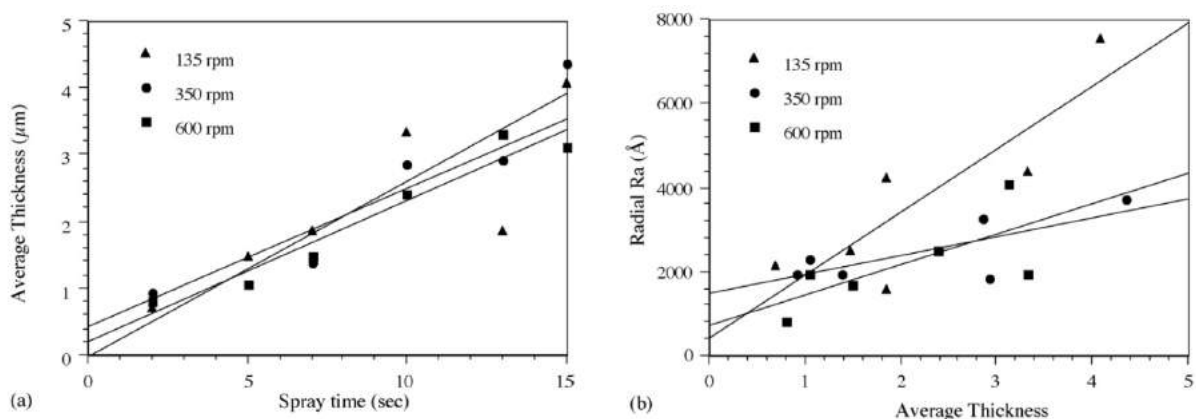 5
4
3
2
1
0
Average Thickness (µm)
135 rpm
350 rpm
600 rpm
0 5 10 15
Spray time (sec)
(a)
8000
6000
4000
2000
0
Radial Ra (Å)
135 rpm
350 rpm
600 rpm
0 1 2 3 4 5
Average Thickness
(b)